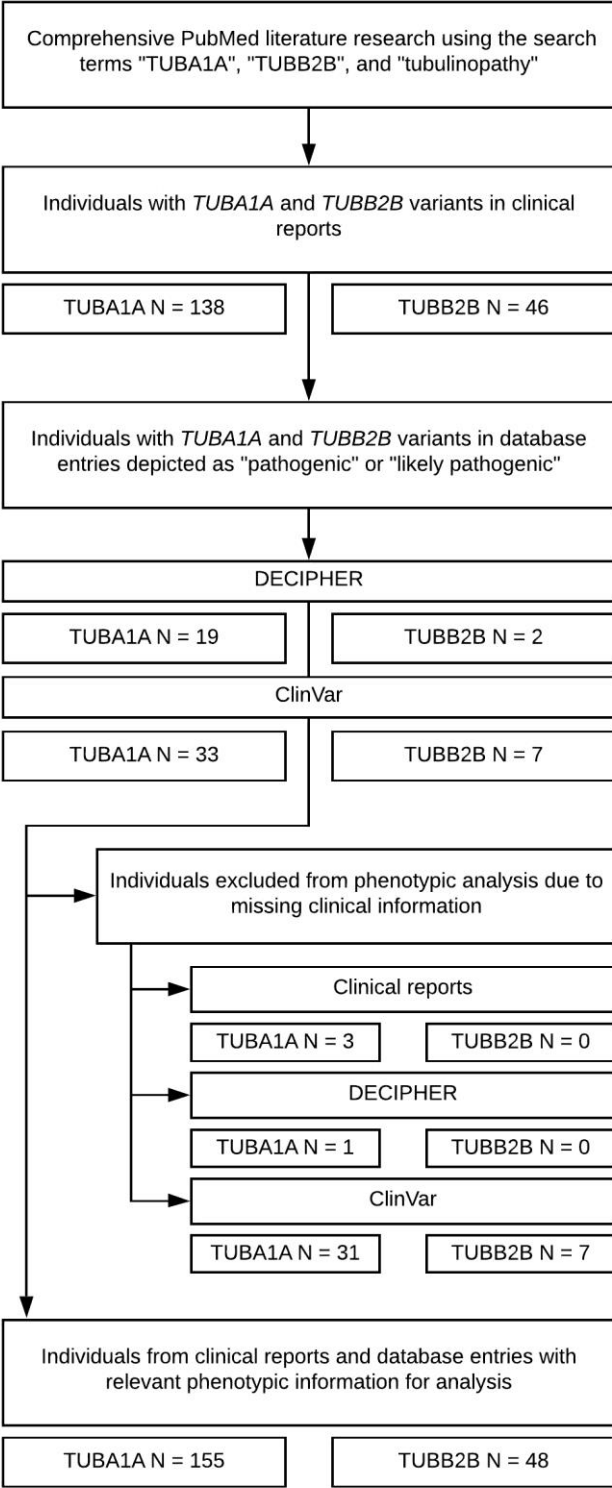 Comprehensive PubMed literature research using the search
terms "TUBA1A", "TUBB2B", and "tubulinopathy"
Individuals with TUBA1A and TUBB2B variants in clinical
reports
TUBA1A N = 138
TUBB2B N = 46
Individuals with TUBA1A and TUBB2B variants in database
entries depicted as "pathogenic" or "likely pathogenic"
DECIPHER
TUBA1A N = 19
TUBB2B N = 2
ClinVar
TUBA1A N = 33
TUBB2B N = 7
Individuals excluded from phenotypic analysis due to
missing clinical information
Clinical reports
TUBA1A N = 3
TUBB2B N = 0
DECIPHER
TUBA1A N = 1
TUBB2B N = 0
ClinVar
TUBA1A N = 31
TUBB2B N = 7
Individuals from clinical reports and database entries with
relevant phenotypic information for analysis
TUBA1A N = 155
TUBB2B N = 48